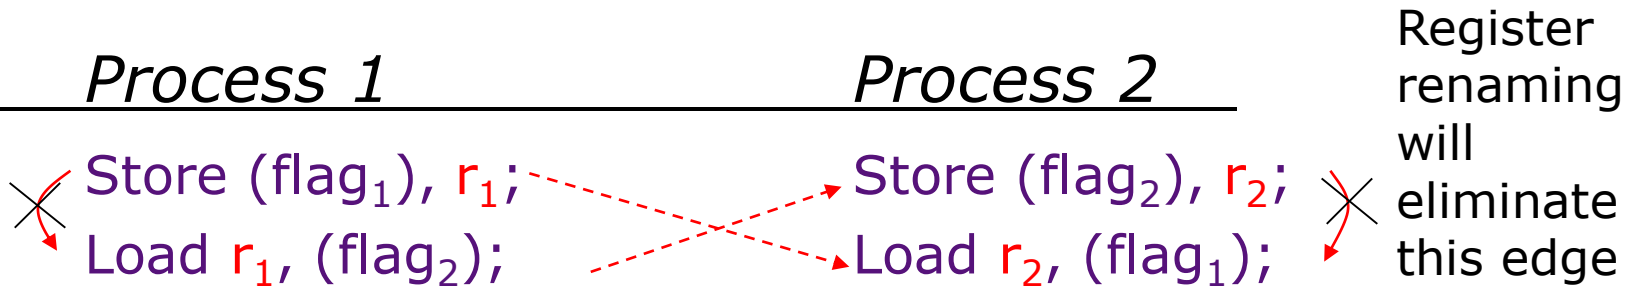 Process 1 Process 2
Store (flag₁), r₁; Store (flag₂), r₂;
Load r₁, (flag₂); Load r₂, (flag₁);
Register
renaming
will
eliminate
this edge